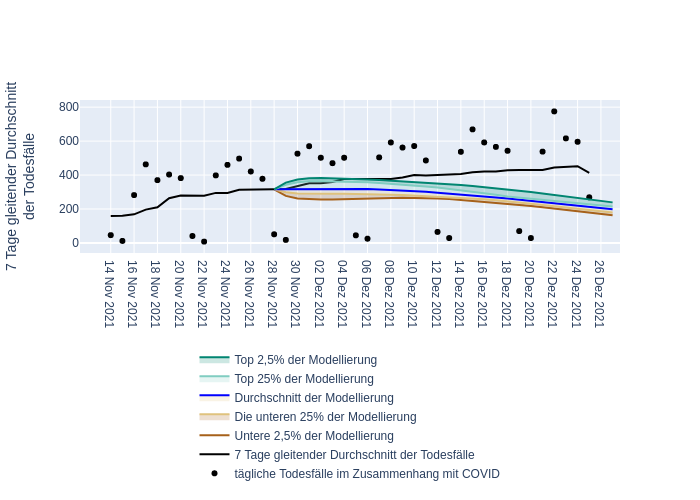 7 Tage gleitender Durchschnitt
der Todesfälle
800
600
400
200
0
14 Nov 2021
16 Nov 2021
18 Nov 2021
20 Nov 2021
22 Nov 2021
24 Nov 2021
26 Nov 2021
28 Nov 2021
30 Nov 2021
02 Dez 2021
04 Dez 2021
06 Dez 2021
08 Dez 2021
10 Dez 2021
12 Dez 2021
14 Dez 2021
16 Dez 2021
18 Dez 2021
20 Dez 2021
22 Dez 2021
24 Dez 2021
26 Dez 2021
Top 2,5% der Modellierung
Top 25% der Modellierung
Durchschnitt der Modellierung
Die unteren 25% der Modellierung
Untere 2,5% der Modellierung
7 Tage gleitender Durchschnitt der Todesfälle
tägliche Todesfälle im Zusammenhang mit COVID